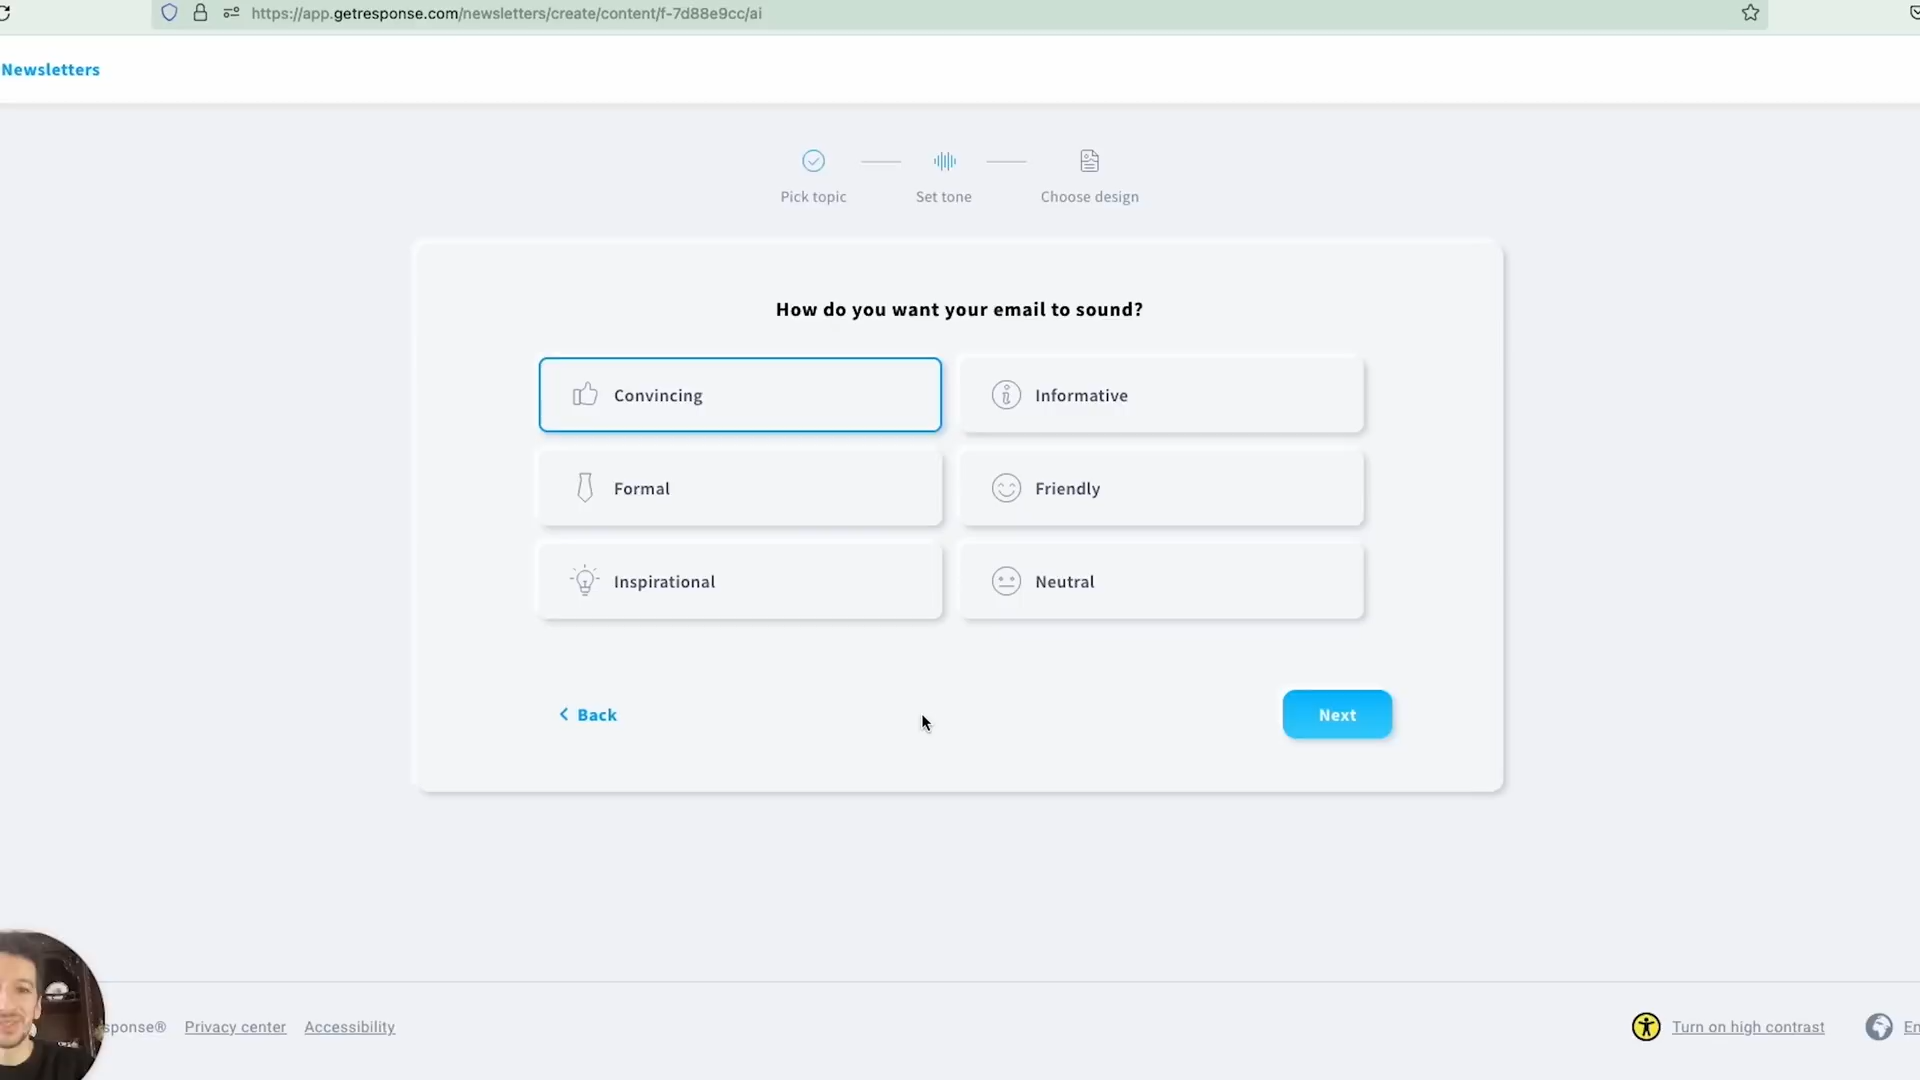 https://app.getresponse.com/newsletters/create/content/f-7d88e9cc/ai
Newsletters
Pick topic
Set tone
Choose design
How do you want your email to sound?
Convincing
Informative
Formal
Friendly
Inspirational
Neutral
Back
Next
sponse® Privacy center Accessibility
Turn on high contrast
En